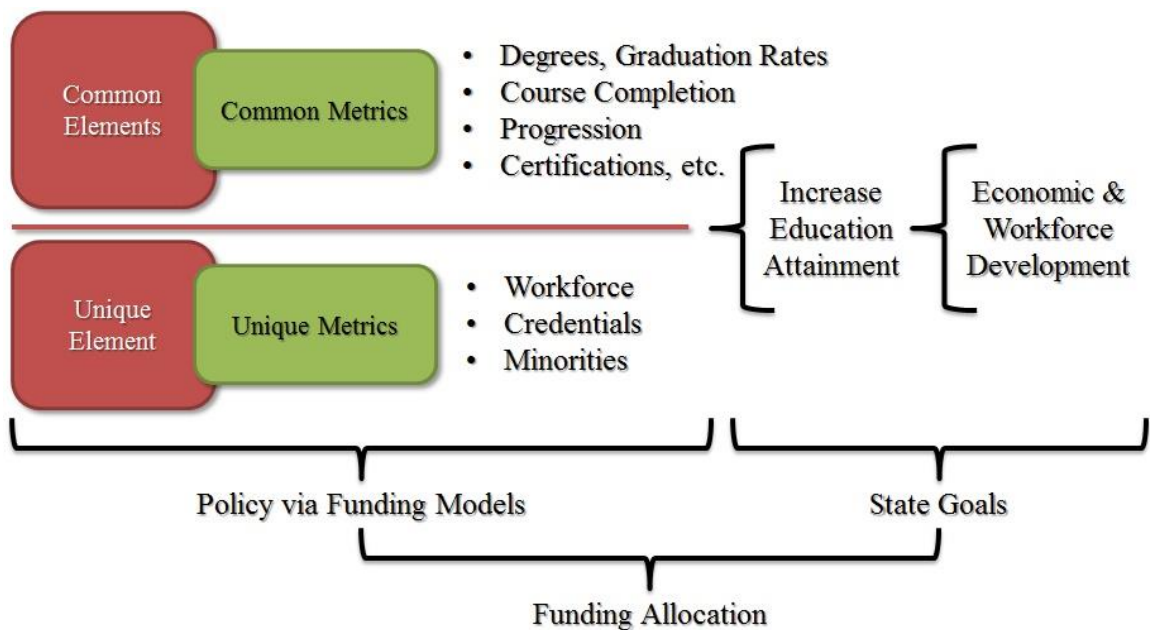 Common
Elements
Common Metrics
• Degrees, Graduation Rates
• Course Completion
• Progression
• Certifications, etc.
Unique
Element
Unique Metrics
• Workforce
• Credentials
• Minorities
Increase
Education
Attainment
Economic &
Workforce
Development
Policy via Funding Models
State Goals
Funding Allocation